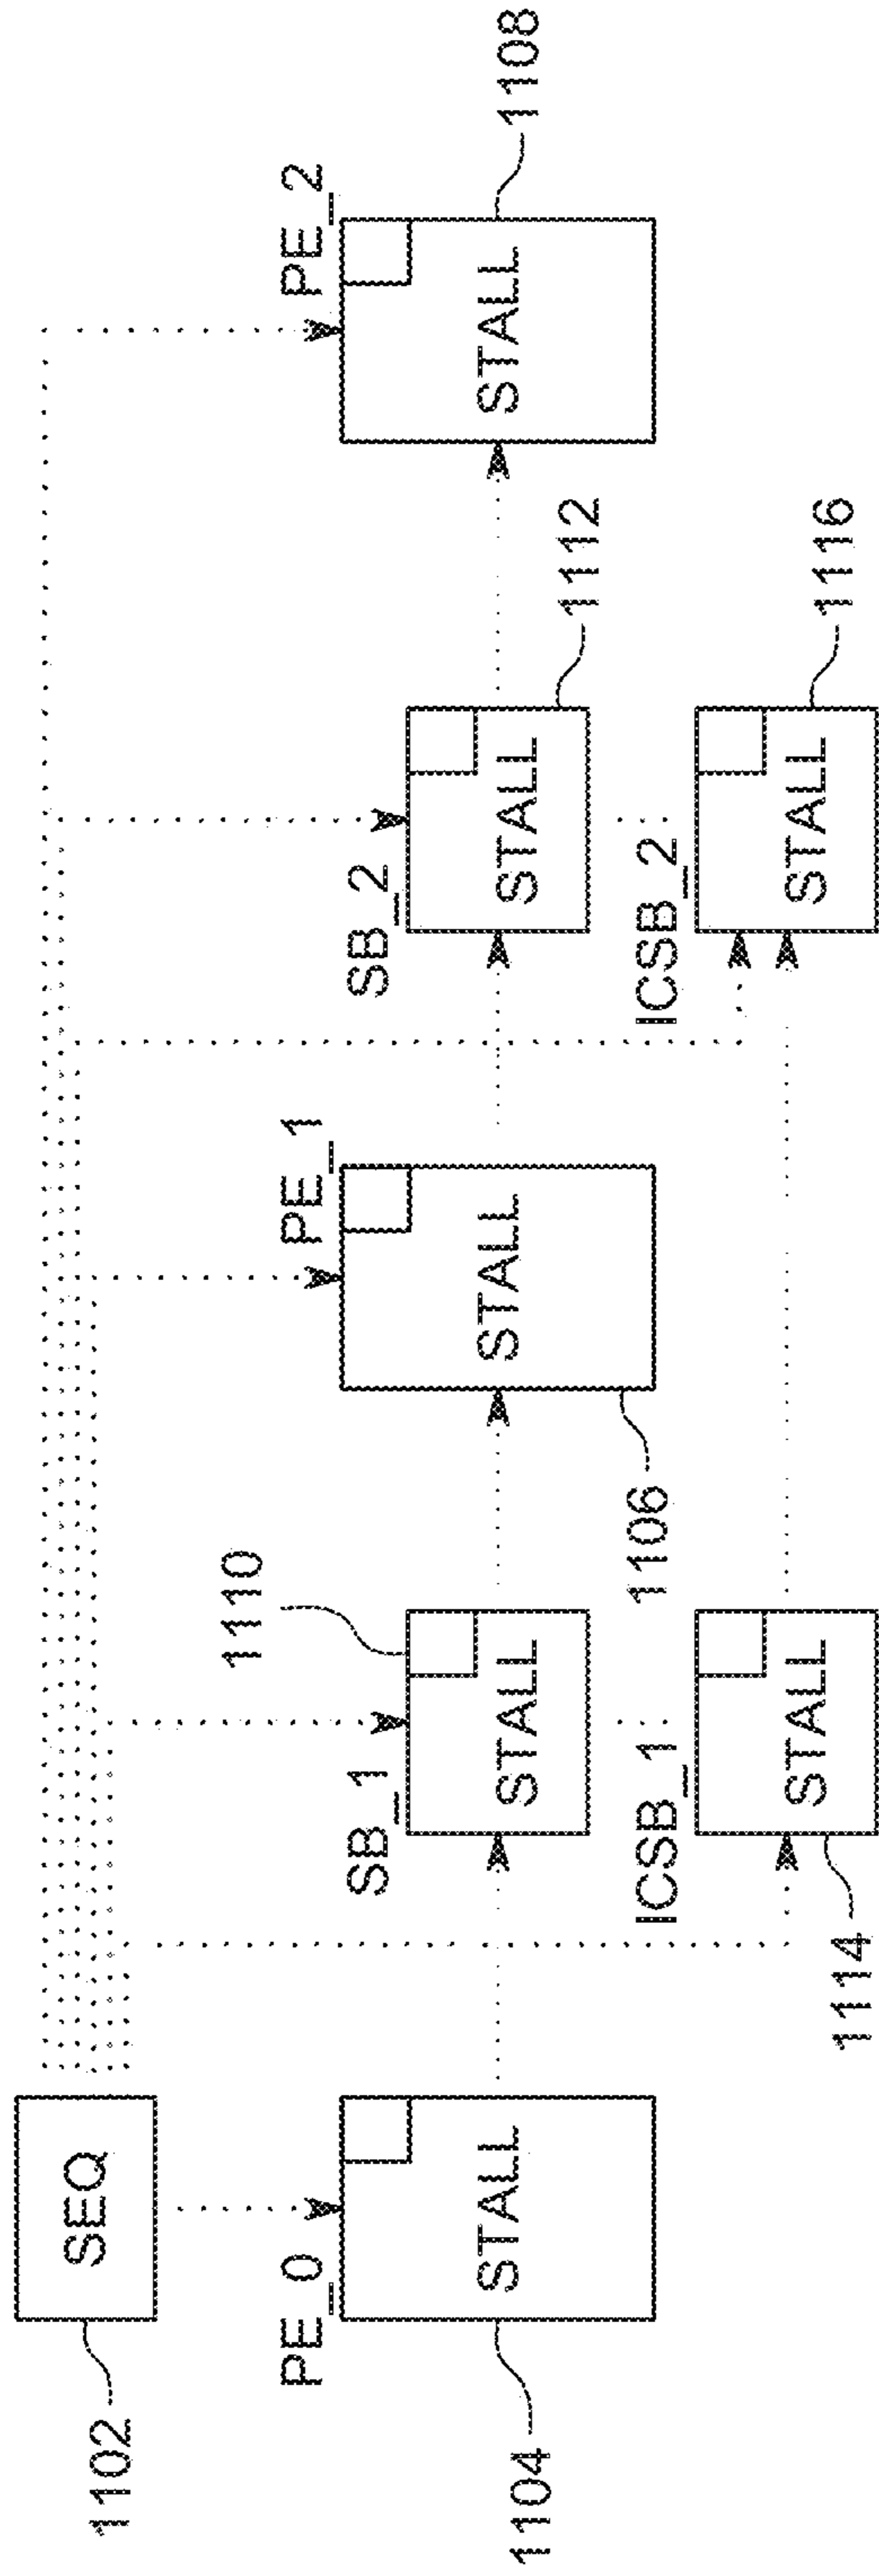 1102
SEQ
PE_0
STALL
1104
SB_1
STALL
1110
ICSB_1
STALL
1114
PE_1
STALL
1106
SB_2
STALL
1112
ICSB_2
STALL
1116
PE_2
STALL
1108